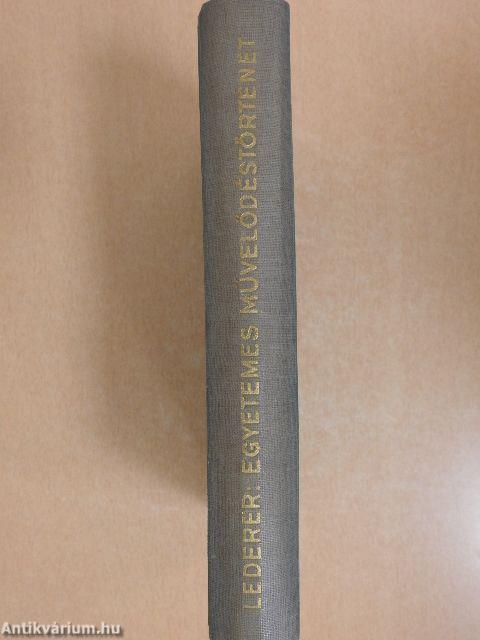 LEDERER: EGYETEMES MŰVELŐDÉSTÖRTÉNET
Antikvárium.hu